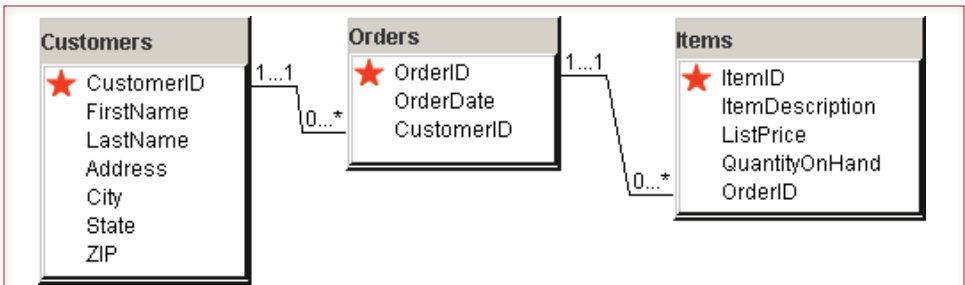 Customers
CustomerID
FirstName
LastName
Address
City
State
ZIP
1...1
0...*
Orders
OrderID
OrderDate
CustomerID
1...1
0...*
Items
ItemID
ItemDescription
ListPrice
QuantityOnHand
OrderID